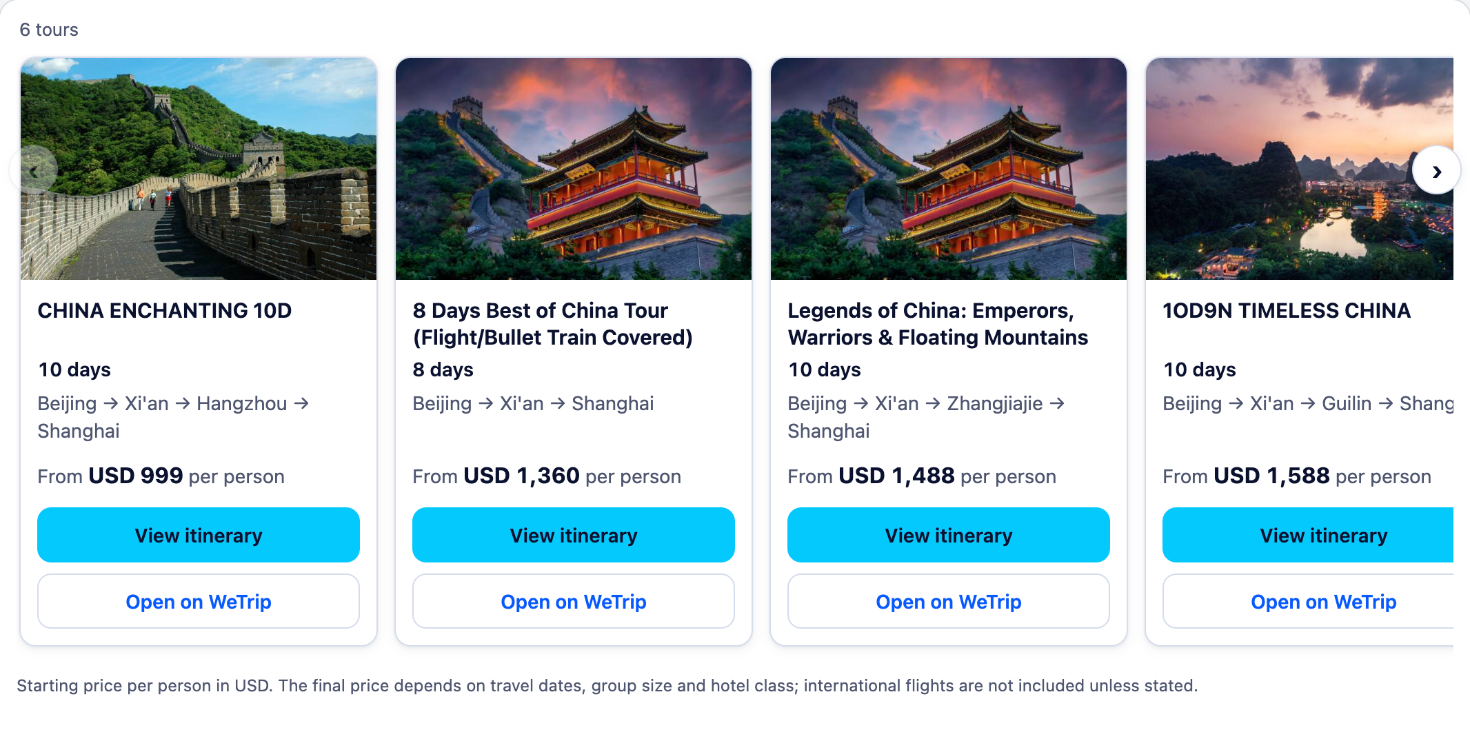 6 tours
CHINA ENCHANTING 10D
10 days
Beijing → Xi'an → Hangzhou →
Shanghai
From USD 999 per person
View itinerary
Open on WeTrip
8 Days Best of China Tour
(Flight/Bullet Train Covered)
8 days
Beijing → Xi'an → Shanghai
From USD 1,360 per person
View itinerary
Open on WeTrip
Legends of China: Emperors,
Warriors & Floating Mountains
10 days
Beijing → Xi'an → Zhangjiajie →
Shanghai
From USD 1,488 per person
View itinerary
Open on WeTrip
1OD9N TIMELESS CHINA
10 days
Beijing → Xi'an → Guilin → Shang
From USD 1,588 per person
View itinerary
Open on WeTrip
Starting price per person in USD. The final price depends on travel dates, group size and hotel class; international flights are not included unless stated.